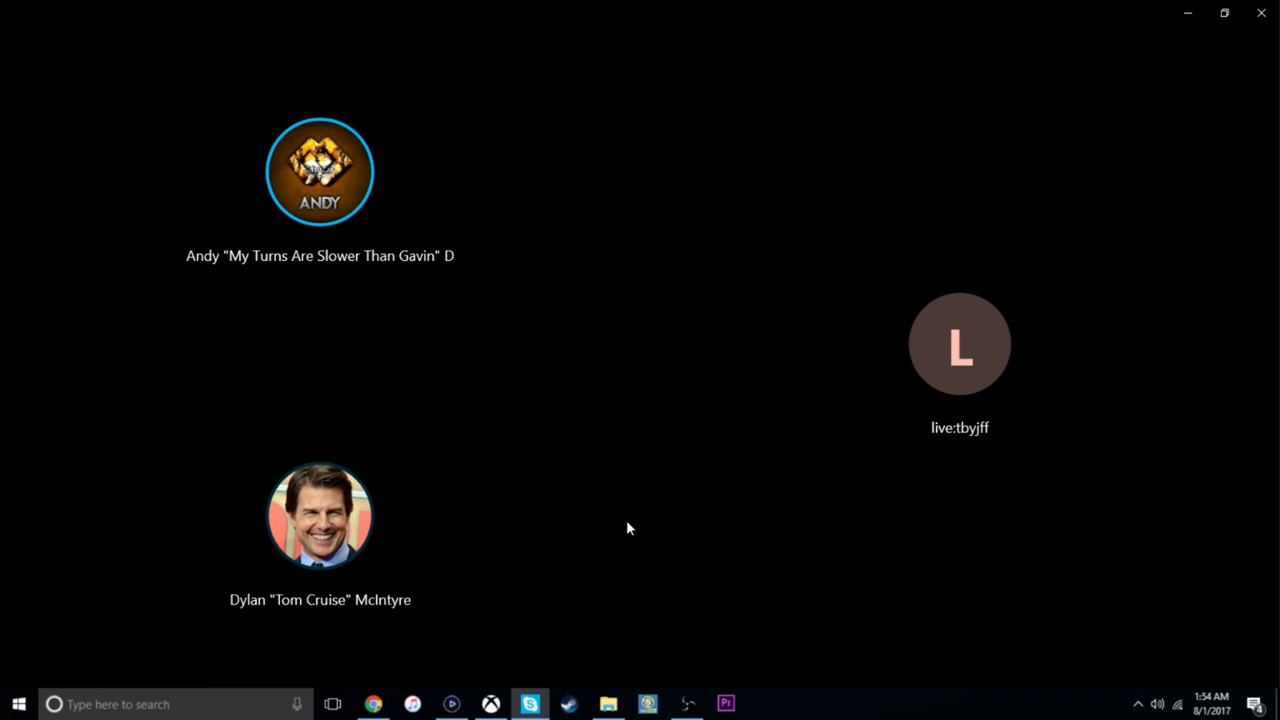 ANDY
Andy "My Turns Are Slower Than Gavin" D
L
live:tbyjff
Dylan "Tom Cruise" McIntyre
Type here to search
Pr
1:54 AM
8/1/2017
4